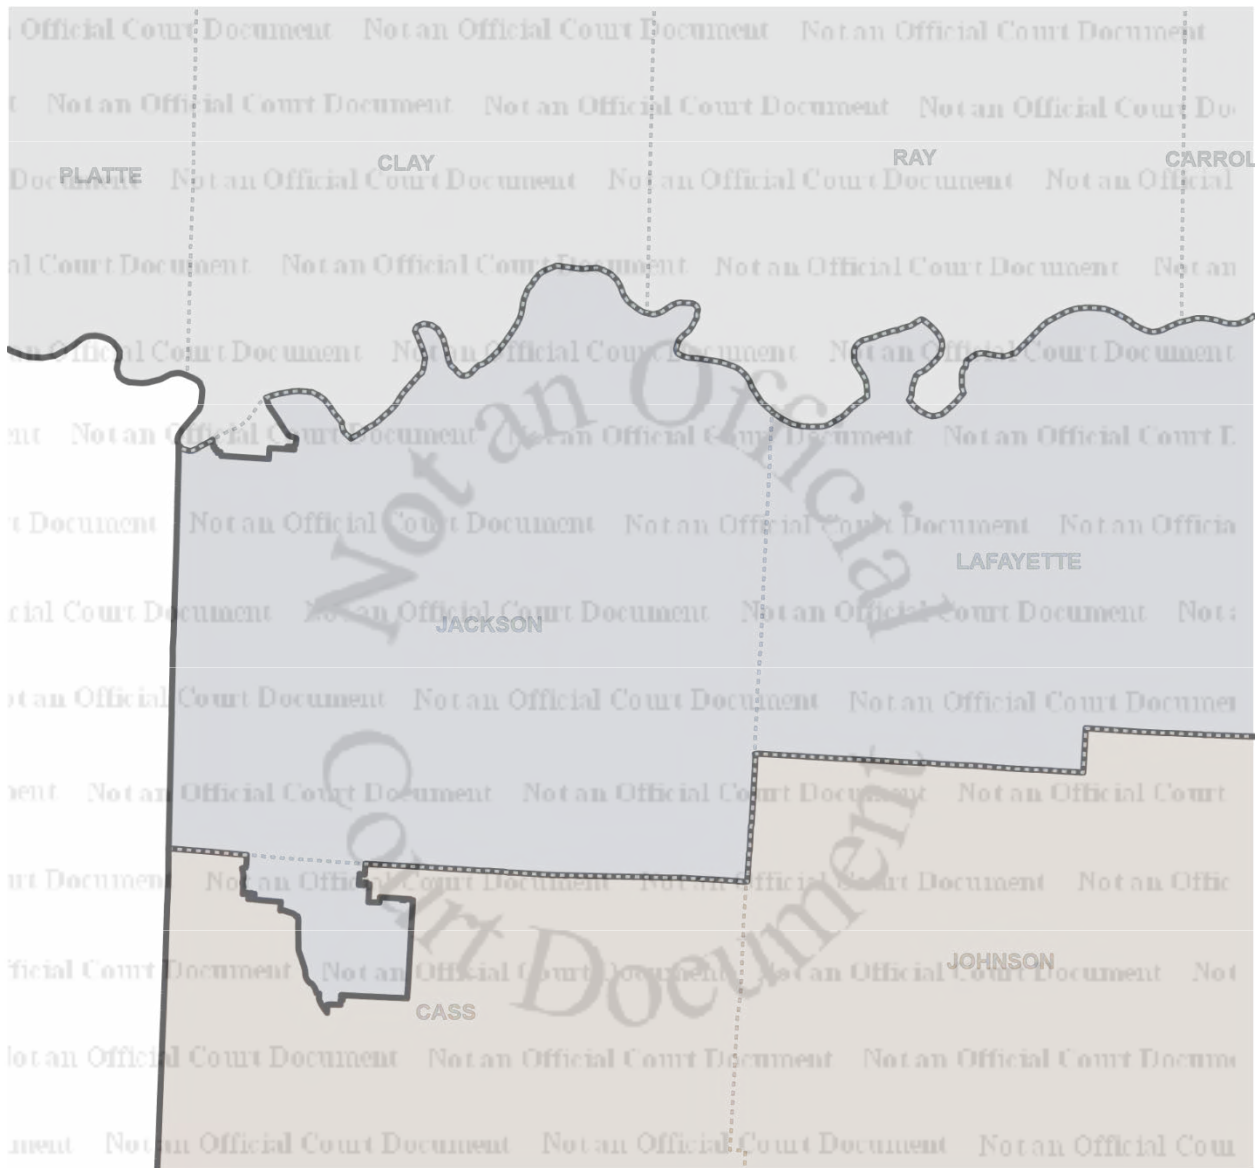 Official Court Document Not an Official Court Document Not an Official Court Document
Not an Official Court Document Not an Official Court Document Not an Official Court
PLATTE CLAY RAY
Document Not an Official Court Document Not an Official Court Document Not an Official
Court Document Not an Official Court Document Not an Official Court Document Not an
Official Court Document Not an Official Court Document Not an Official Court Document
Not an Official Court Document Not an Official Court Document Not an Official Court
Document Not an Official Court Document Not an Official Court Document Not an
LAFAYETTE
Court Document Not an Official Court Document Not an Official Court Document
JACKSON
an Official Court Document Not an Official Court Document Not an Official Court
Not an Official Court Document Not an Official Court Document Not an Official Court
Document Not an Official Court Document Not an Official Court Document Not an
Court Document Not an Official Court Document Not an Official Court Document Not
JOHNSON
CASS
an Official Court Document Not an Official Court Document Not an Official Court
Not an Official Court Document Not an Official Court Document Not an Official
Not an Official
Court Document